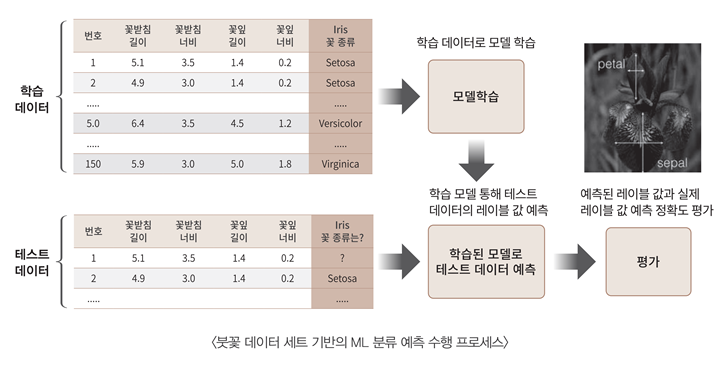 학습
데이터
번호 꽃받침 길이 꽃받침 너비 꽃잎 길이 꽃잎 너비 Iris 꽃 종류
1 5.1 3.5 1.4 0.2 Setosa
2 4.9 3.0 1.4 0.2 Setosa
..... .....
5.0 6.4 3.5 4.5 1.2 Versicolor
..... .....
150 5.9 3.0 5.0 1.8 Virginica
학습 데이터로 모델 학습
모델학습
petal
sepal
학습 모델 통해 테스트
데이터의 레이블 값 예측
예측된 레이블 값과 실제
레이블 값 예측 정확도 평가
테스트
데이터
번호 꽃받침 길이 꽃받침 너비 꽃잎 길이 꽃잎 너비 Iris 꽃 종류는?
1 5.1 3.5 1.4 0.2 ?
2 4.9 3.0 1.4 0.2 Setosa
..... .....
학습된 모델로
테스트 데이터 예측
평가
<붓꽃 데이터 세트 기반의 ML 분류 예측 수행 프로세스>